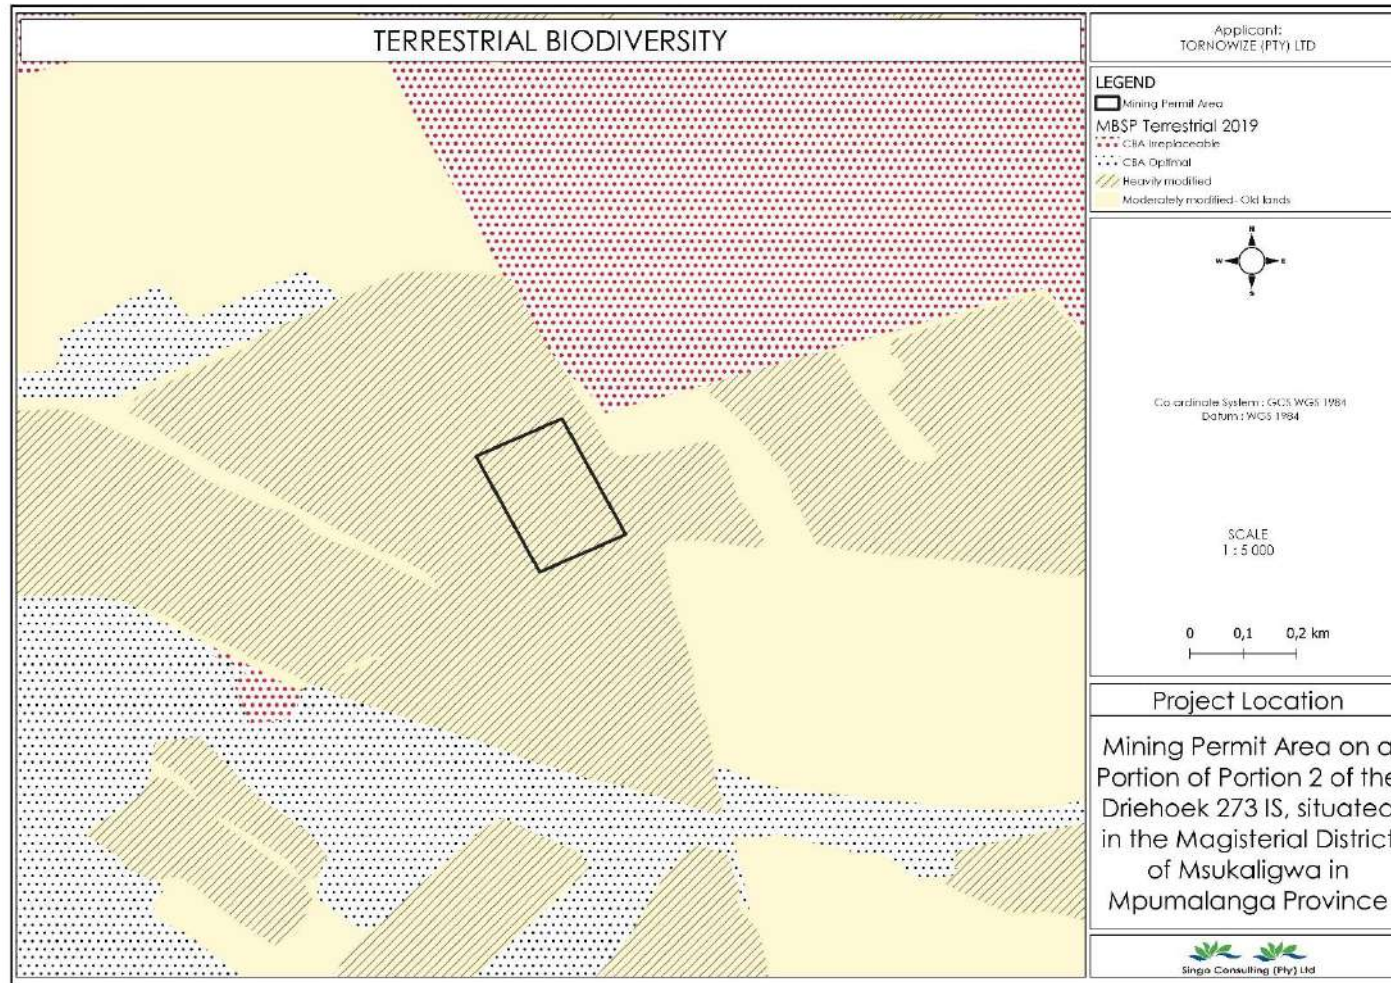 TERRESTRIAL BIODIVERSITY
Applicant:
TORNOWIZE (PTY) LTD
LEGEND
Mining Permit Area
MBSP Terrestrial 2019
CBA Irreplaceable
CBA Optimal
Heavily modified
Moderately modified- Old lands
N
W E
S
Co ordinate System : GCS WGS 1984
Datum : WGS 1984
SCALE
1 : 5 000
0 0,1 0,2 km
Project Location
Mining Permit Area on a
Portion of Portion 2 of the
Driehoek 273 IS, situated
in the Magisterial District
of Msukaligwa in
Mpumalanga Province
Singo Consulting (Pty) Ltd